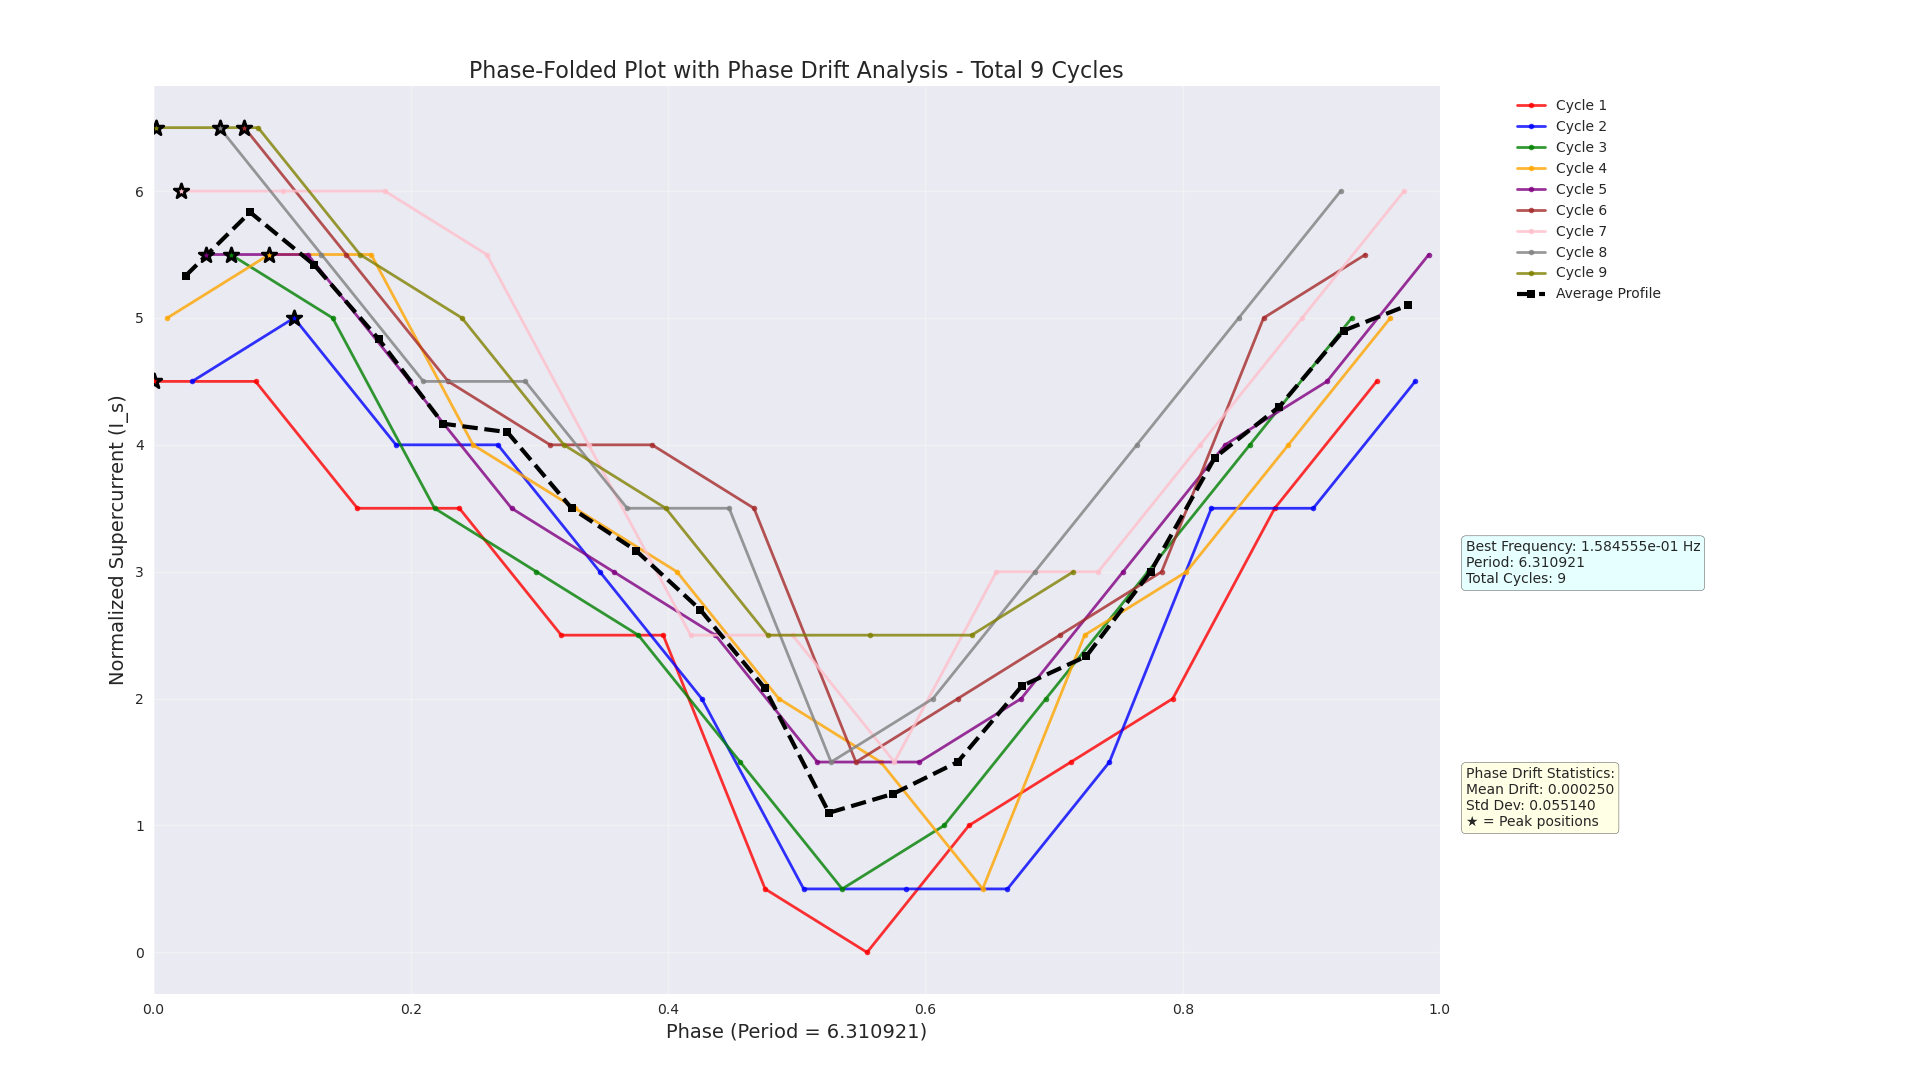 Phase-Folded Plot with Phase Drift Analysis - Total 9 Cycles
Normalized Supercurrent (I_s)
6
5
4
3
2
1
0
0.0
0.2
0.4
0.6
0.8
1.0
Phase (Period = 6.310921)
Cycle 1
Cycle 2
Cycle 3
Cycle 4
Cycle 5
Cycle 6
Cycle 7
Cycle 8
Cycle 9
Average Profile
Best Frequency: 1.584555e-01 Hz
Period: 6.310921
Total Cycles: 9
Phase Drift Statistics:
Mean Drift: 0.000250
Std Dev: 0.055140
★ = Peak positions